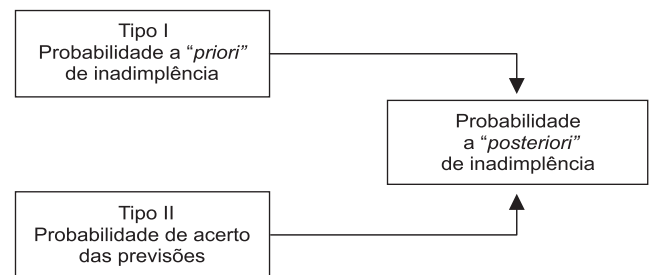 Tipo I
Probabilidade a “priori”
de inadimplência
Probabilidade
a “posteriori”
de inadimplência
Tipo II
Probabilidade de acerto
das previsões